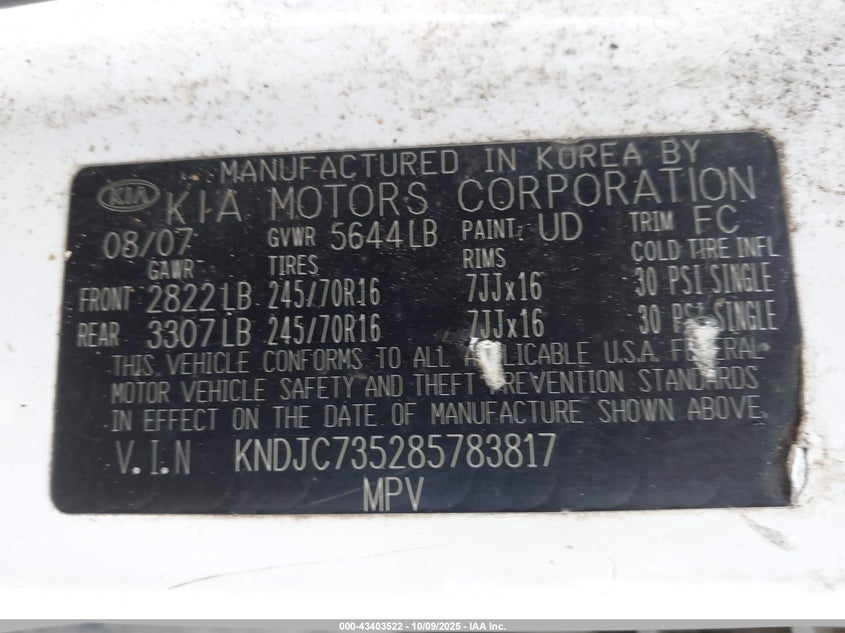 MANUFACTURED IN KOREA BY
KIA KIA MOTORS CORPORATION
08/07 GVWR 5644LB PAINT: UD TRIM FC
GAWR TIRES RIMS COLD TIRE INFL
FRONT 2822LB 245/70R16 7JJx16 30 PSI SINGLE
REAR 3307LB 245/70R16 7JJx16 30 PSI SINGLE
THIS VEHICLE CONFORMS TO ALL APPLICABLE U.S.A. FEDERAL
MOTOR VEHICLE SAFETY AND THEFT PREVENTION STANDARDS
IN EFFECT ON THE DATE OF MANUFACTURE SHOWN ABOVE.
V.I.N KNDJC735285783817
MPV
000-43403522 - 10/09/2025 - IAA Inc.